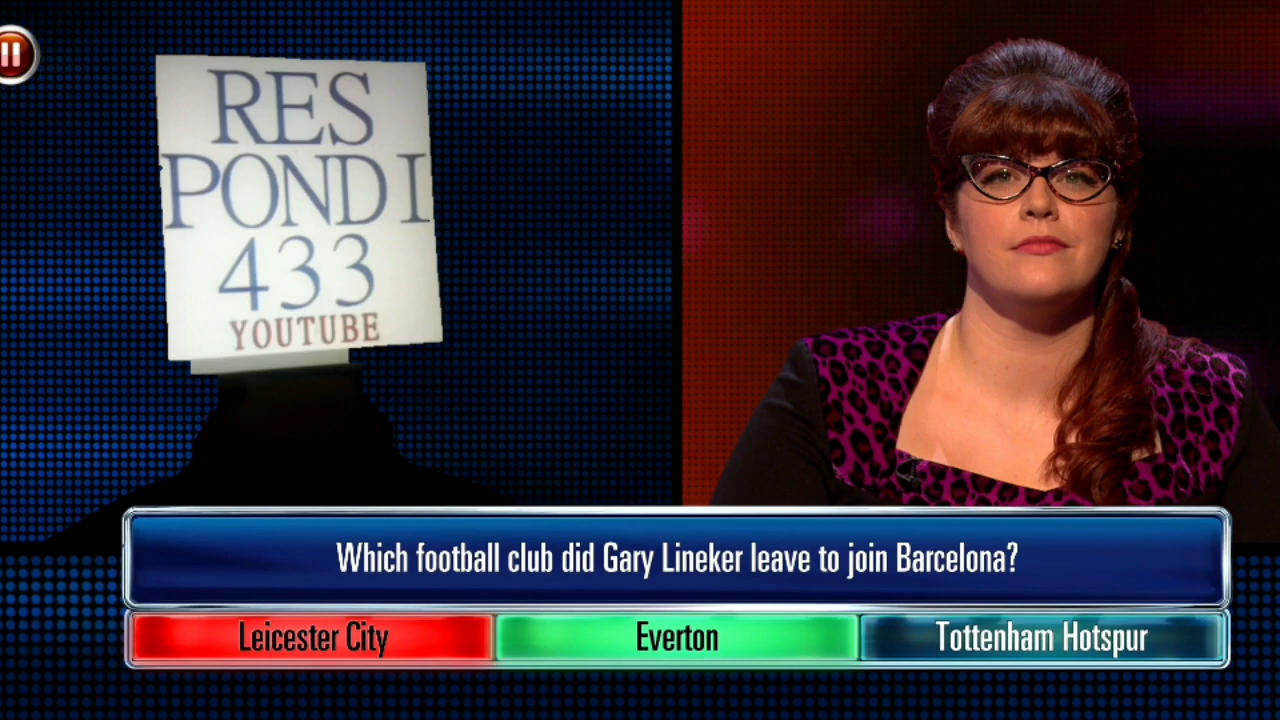 RES
POND I
433
YOUTUBE
Which football club did Gary Lineker leave to join Barcelona?
Leicester City
Everton
Tottenham Hotspur